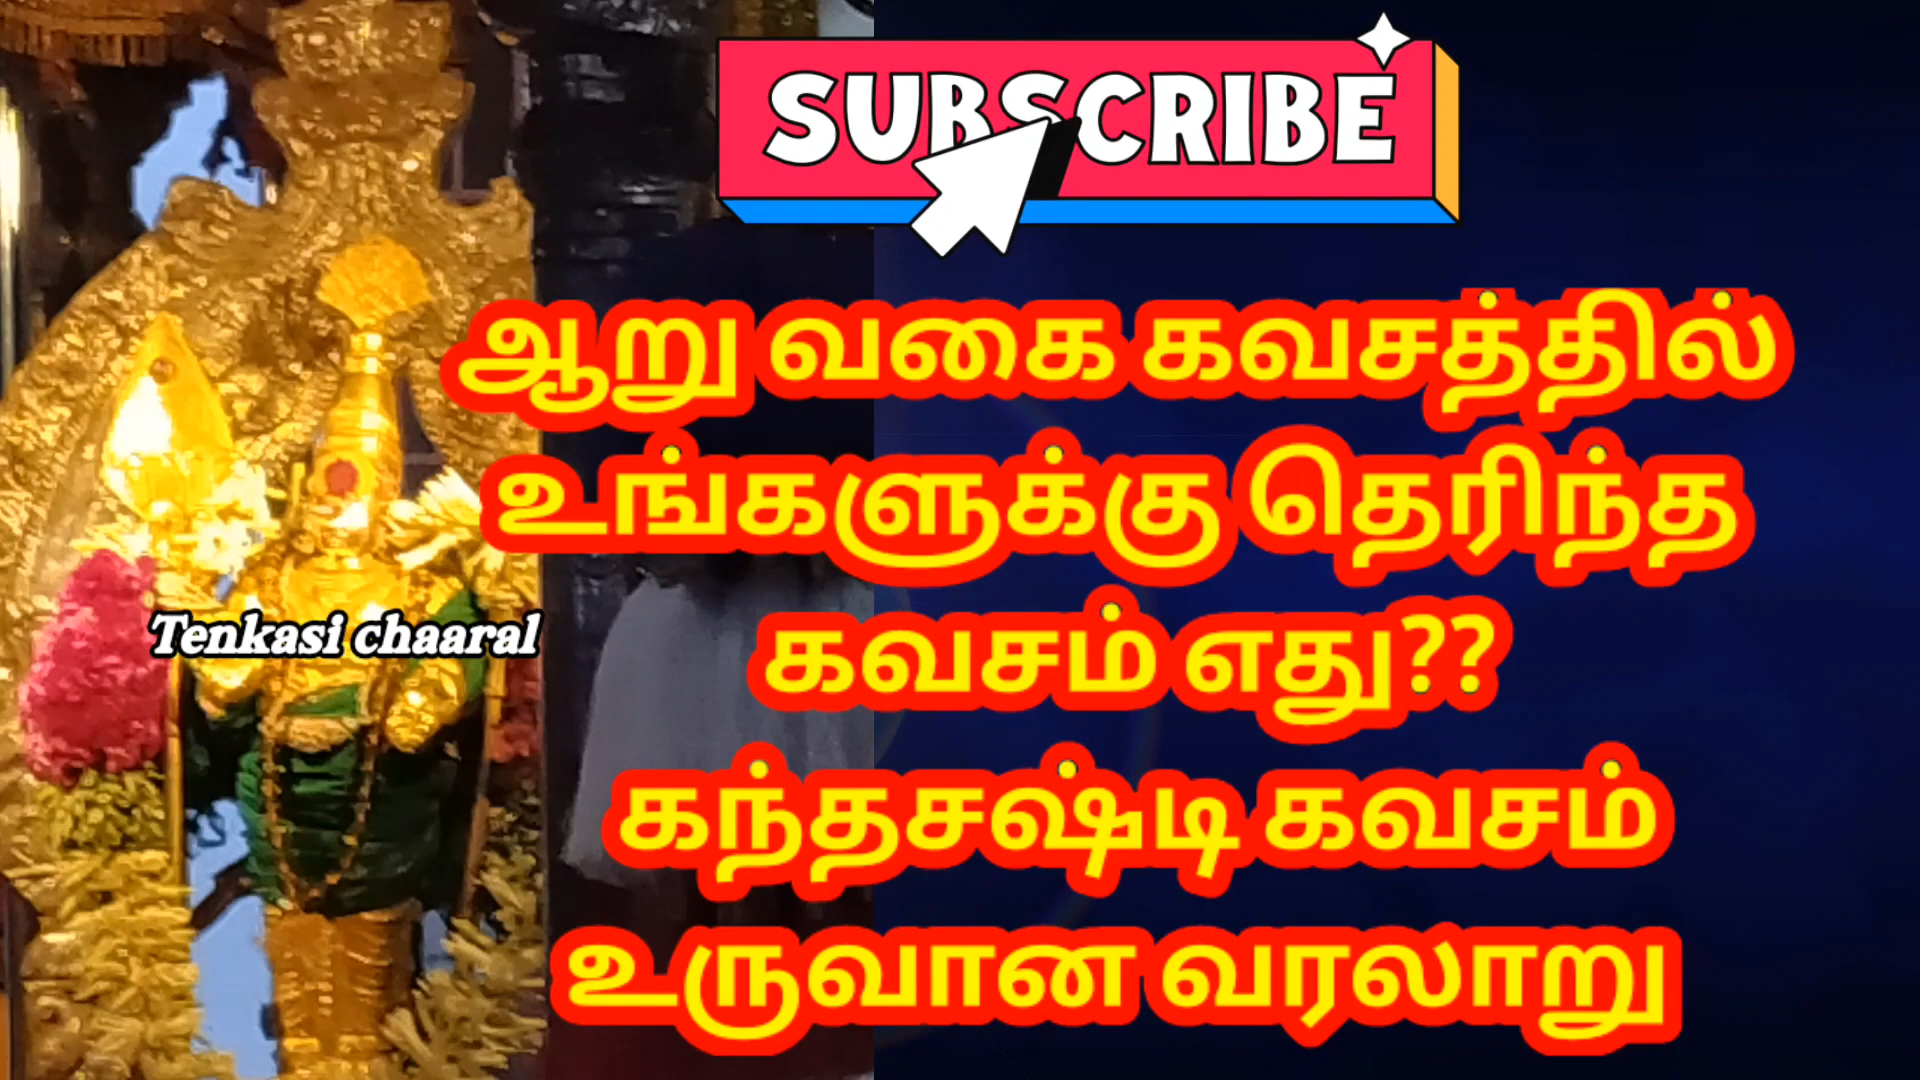 SUBSCRIBE
ஆறு வகை கவசத்தில்
உங்களுக்கு தெரிந்த
கவசம் எது??
Tenkasi chaaral
கந்தசஷ்டி கவசம்
உருவான வரலாறு